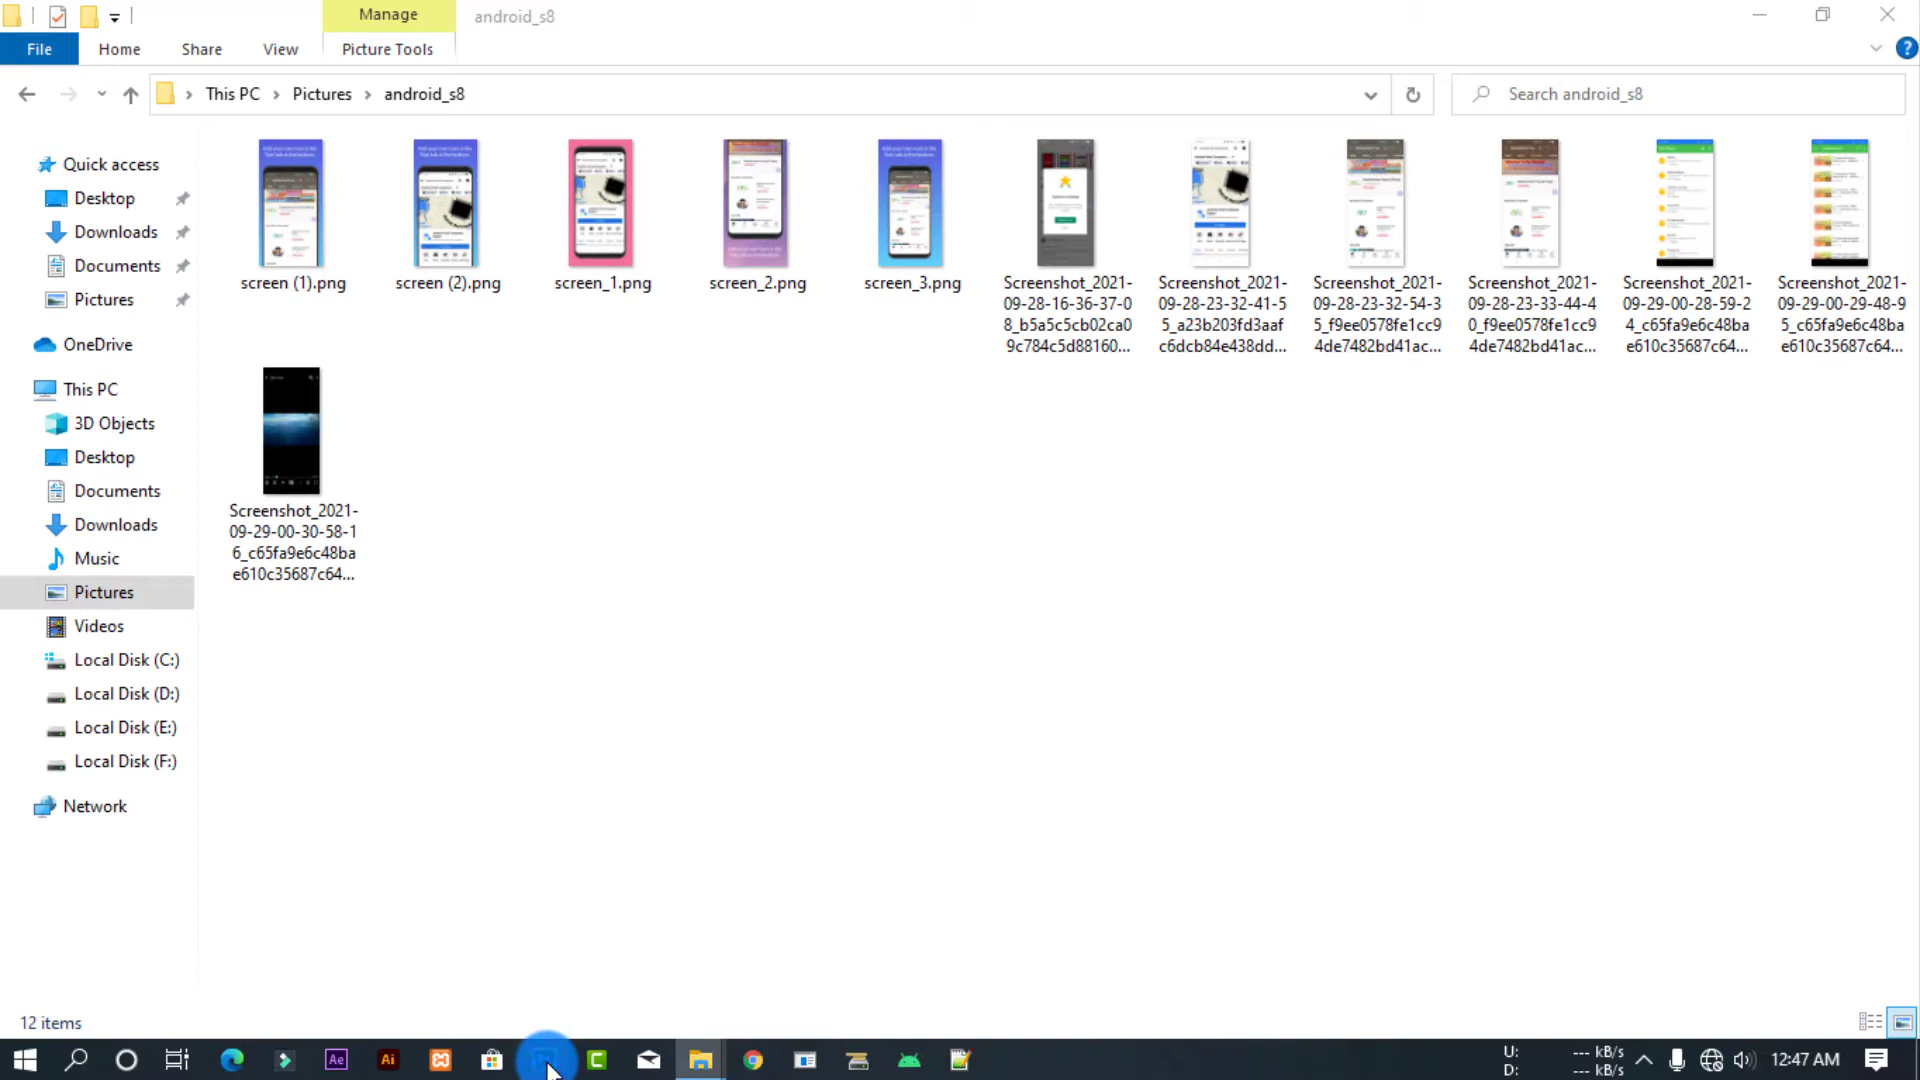 Manage
android_s8
File
Home
Share
View
Picture Tools
This PC
Pictures
android_s8
Search android_s8
Quick access
Desktop
Downloads
Documents
Pictures
OneDrive
This PC
3D Objects
Desktop
Documents
Downloads
Music
Pictures
Videos
Local Disk (C:)
Local Disk (D:)
Local Disk (E:)
Local Disk (F:)
Network
screen (1).png
screen (2).png
screen_1.png
screen_2.png
screen_3.png
Screenshot_2021-
09-28-16-36-37-0
8_b5a5c5cb02ca0
9c784c5d88160...
Screenshot_2021-
09-28-23-32-41-5
5_a23b203fd3aaf
c6dcb84e438dd...
Screenshot_2021-
09-28-23-32-54-3
5_f9ee0578fe1cc9
4de7482bd41ac...
Screenshot_2021-
09-28-23-33-44-4
0_f9ee0578fe1cc9
4de7482bd41ac...
Screenshot_2021-
09-29-00-28-59-2
4_c65fa9e6c48ba
e610c35687c64...
Screenshot_2021-
09-29-00-29-48-9
5_c65fa9e6c48ba
e610c35687c64...
Screenshot_2021-
09-29-00-30-58-1
6_c65fa9e6c48ba
e610c35687c64...
12 items
Ae
Ai
C
U: --- kB/s
D: --- kB/s
12:47 AM